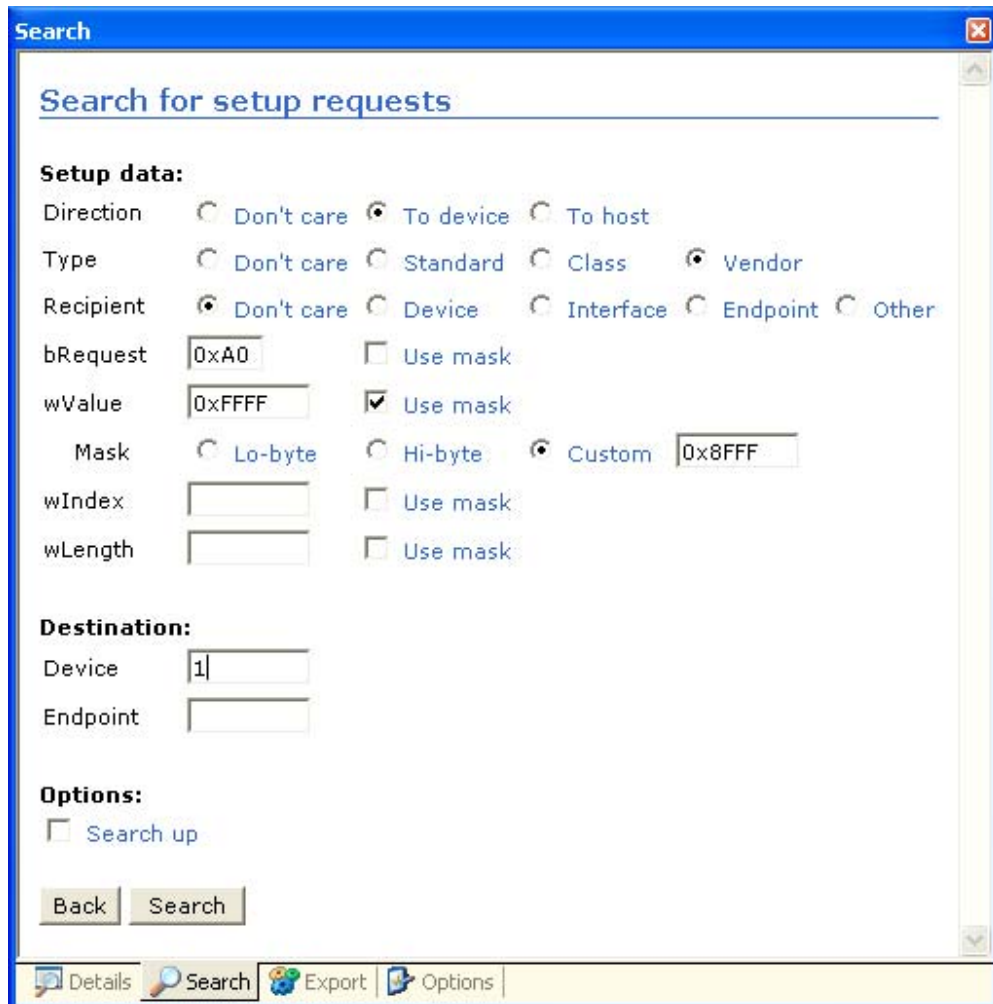 Search
Search for setup requests
Setup data:
Direction Don't care To device To host
Type Don't care Standard Class Vendor
Recipient Don't care Device Interface Endpoint Other
bRequest 0xA0 Use mask
wValue 0xFFFF Use mask
Mask Lo-byte Hi-byte Custom 0x8FFF
wIndex Use mask
wLength Use mask
Destination:
Device 1
Endpoint
Options:
Search up
Back Search
Details Search Export Options